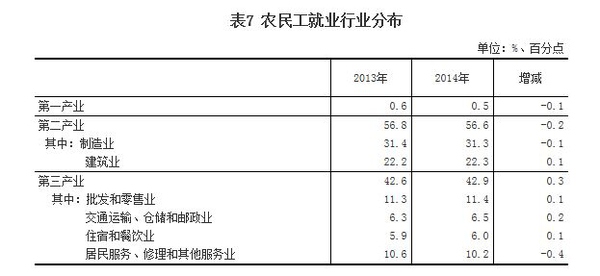 表7 农民工就业行业分布
单位：%、百分点
2013年 2014年 增减
第一产业 0.6 0.5 -0.1
第二产业 56.8 56.6 -0.2
其中：制造业 31.4 31.3 -0.1
建筑业 22.2 22.3 0.1
第三产业 42.6 42.9 0.3
其中：批发和零售业 11.3 11.4 0.1
交通运输、仓储和邮政业 6.3 6.5 0.2
住宿和餐饮业 5.9 6.0 0.1
居民服务、修理和其他服务业 10.6 10.2 -0.4